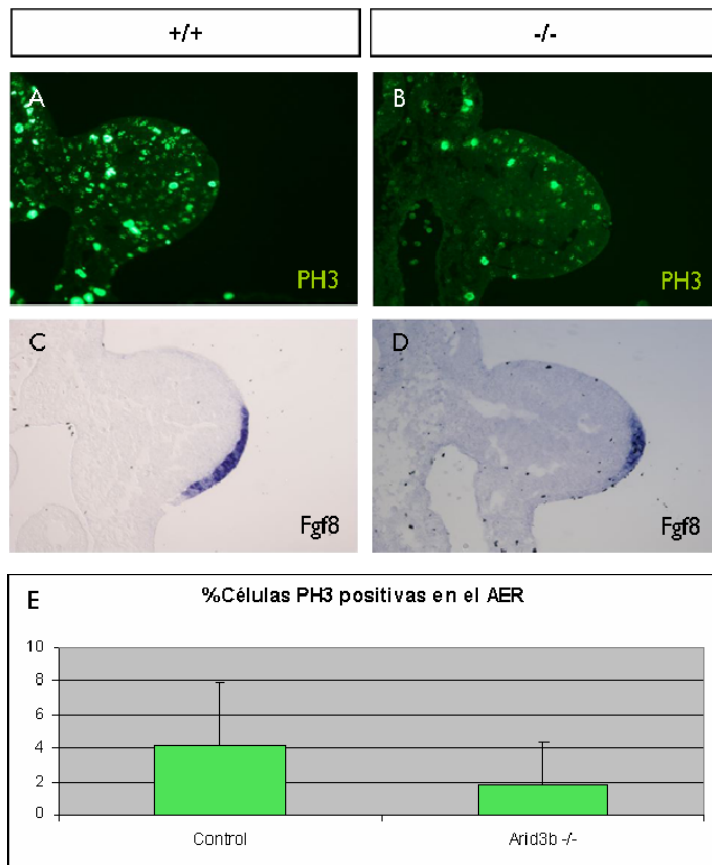 +/+
-/-
A
B
PH3
PH3
C
D
Fgf8
Fgf8
E
%Células PH3 positivas en el AER
10
8
6
4
2
0
Control
Arid3b -/-